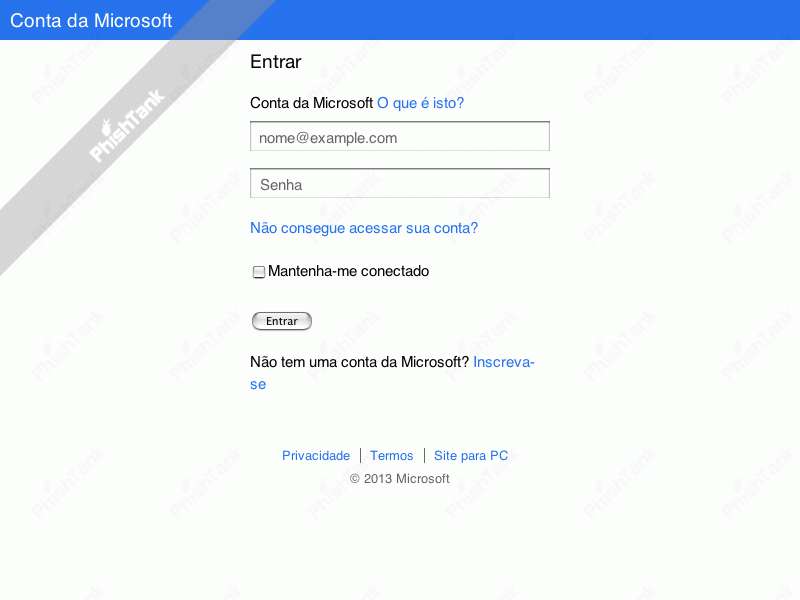 Conta da Microsoft
PhishTank
Entrar
Conta da Microsoft O que é isto?
nome@example.com
Senha
Não consegue acessar sua conta?
Mantenha-me conectado
Entrar
Não tem uma conta da Microsoft? Inscreva-
se
Privacidade | Termos | Site para PC
© 2013 Microsoft